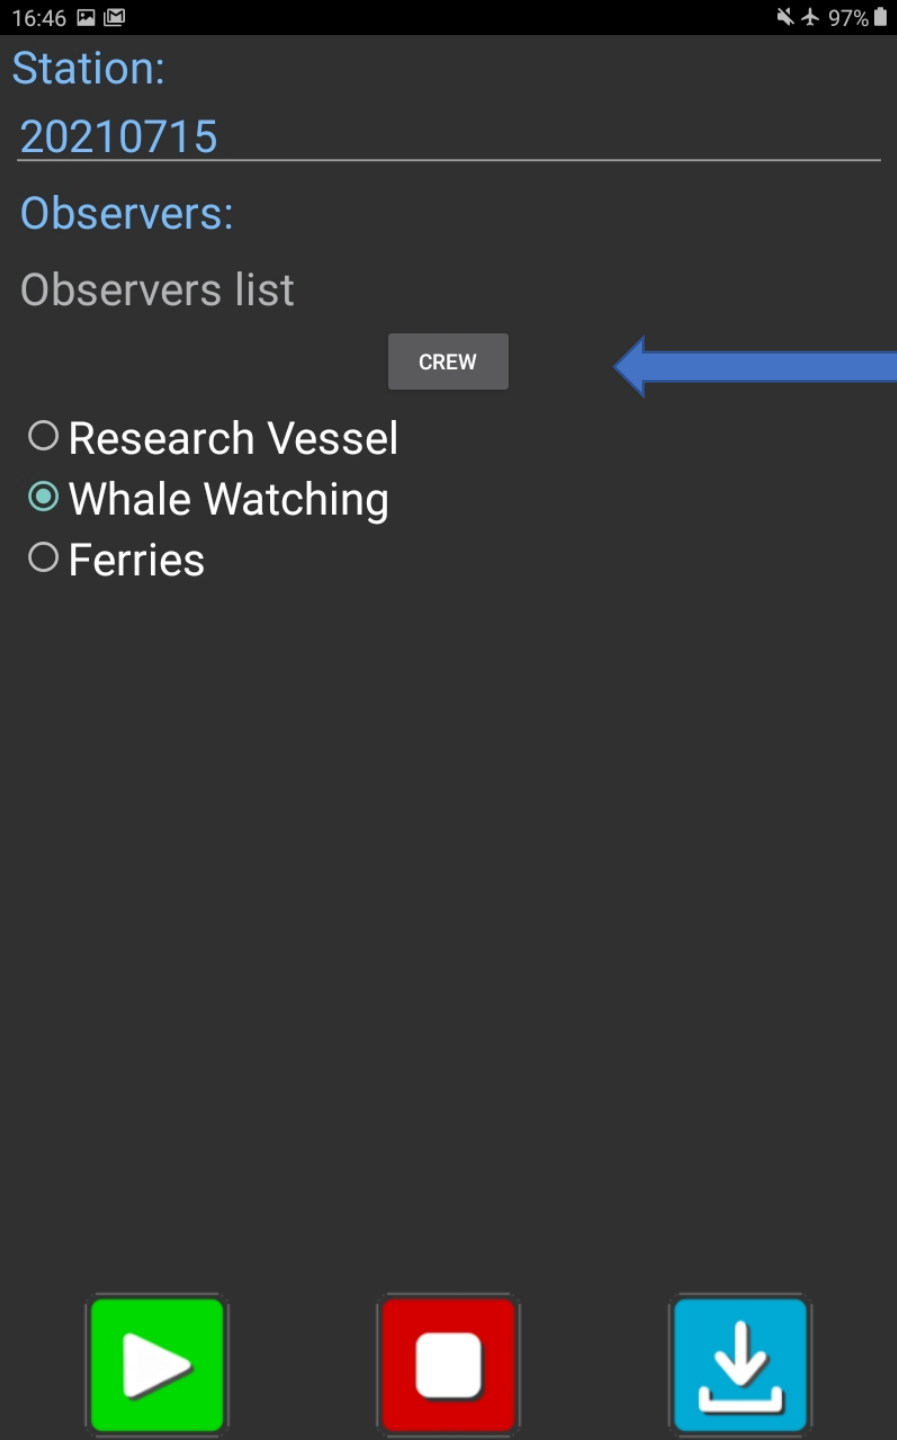 16:46 97%
Station:
20210715
Observers:
Observers list
CREW
Research Vessel
Whale Watching
Ferries